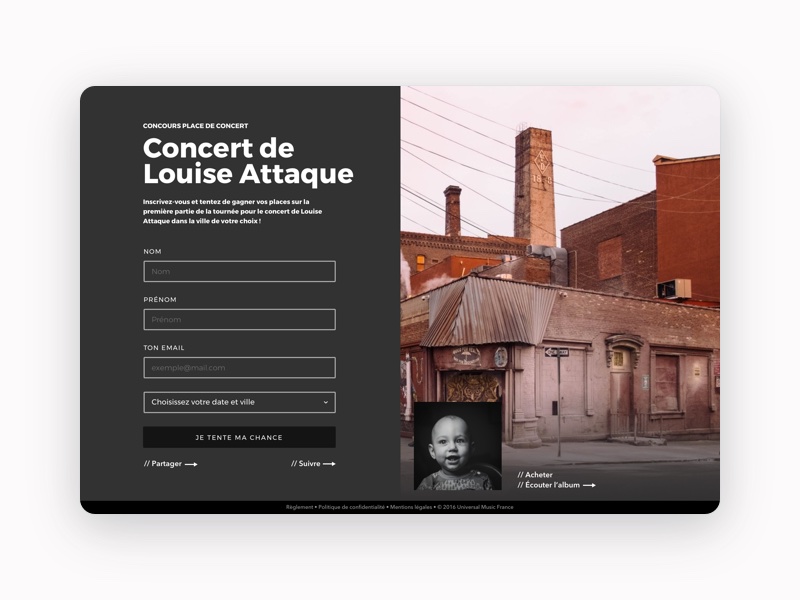 CONCOURS PLACE DE CONCERT
Concert de
Louise Attaque
Inscrivez-vous et tentez de gagner vos places sur la
première partie de la tournée pour le concert de Louise
Attaque dans la ville de votre choix !
NOM
Nom
PRÉNOM
Prénom
TON EMAIL
exemple@mail.com
Choisissez votre date et ville
JE TENTE MA CHANCE
// Partager
// Suivre
// Acheter
// Écouter l'album
Règlement • Politique de confidentialité • Mentions légales • © 2016 Universal Music France